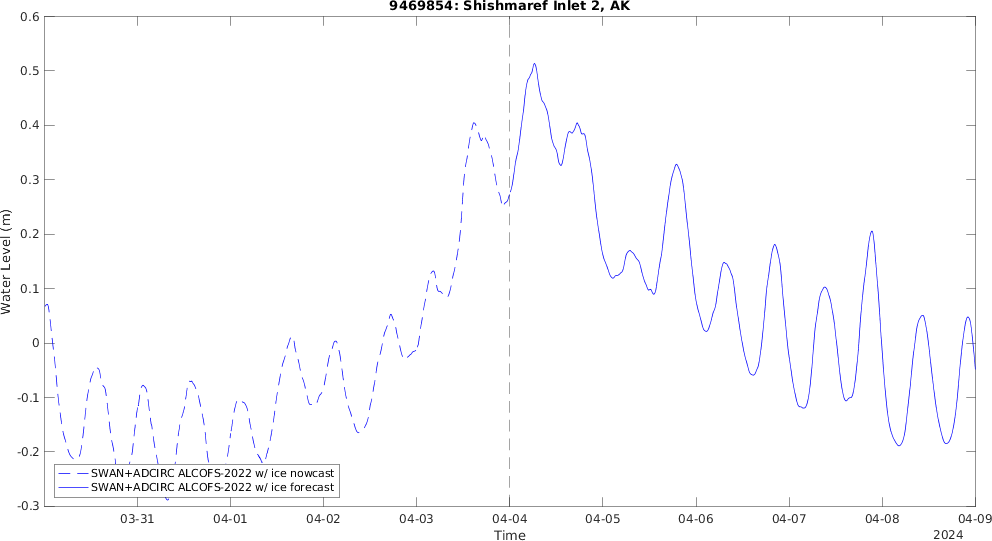 9469854: Shishmaref Inlet 2, AK
0.6
0.5
0.4
0.3
0.2
0.1
0
-0.1
-0.2
-0.3
Water Level (m)
SWAN+ADCIRC ALCOFS-2022 w/ ice nowcast
SWAN+ADCIRC ALCOFS-2022 w/ ice forecast
03-31 04-01 04-02 04-03 04-04 04-05 04-06 04-07 04-08 04-09
Time
2024